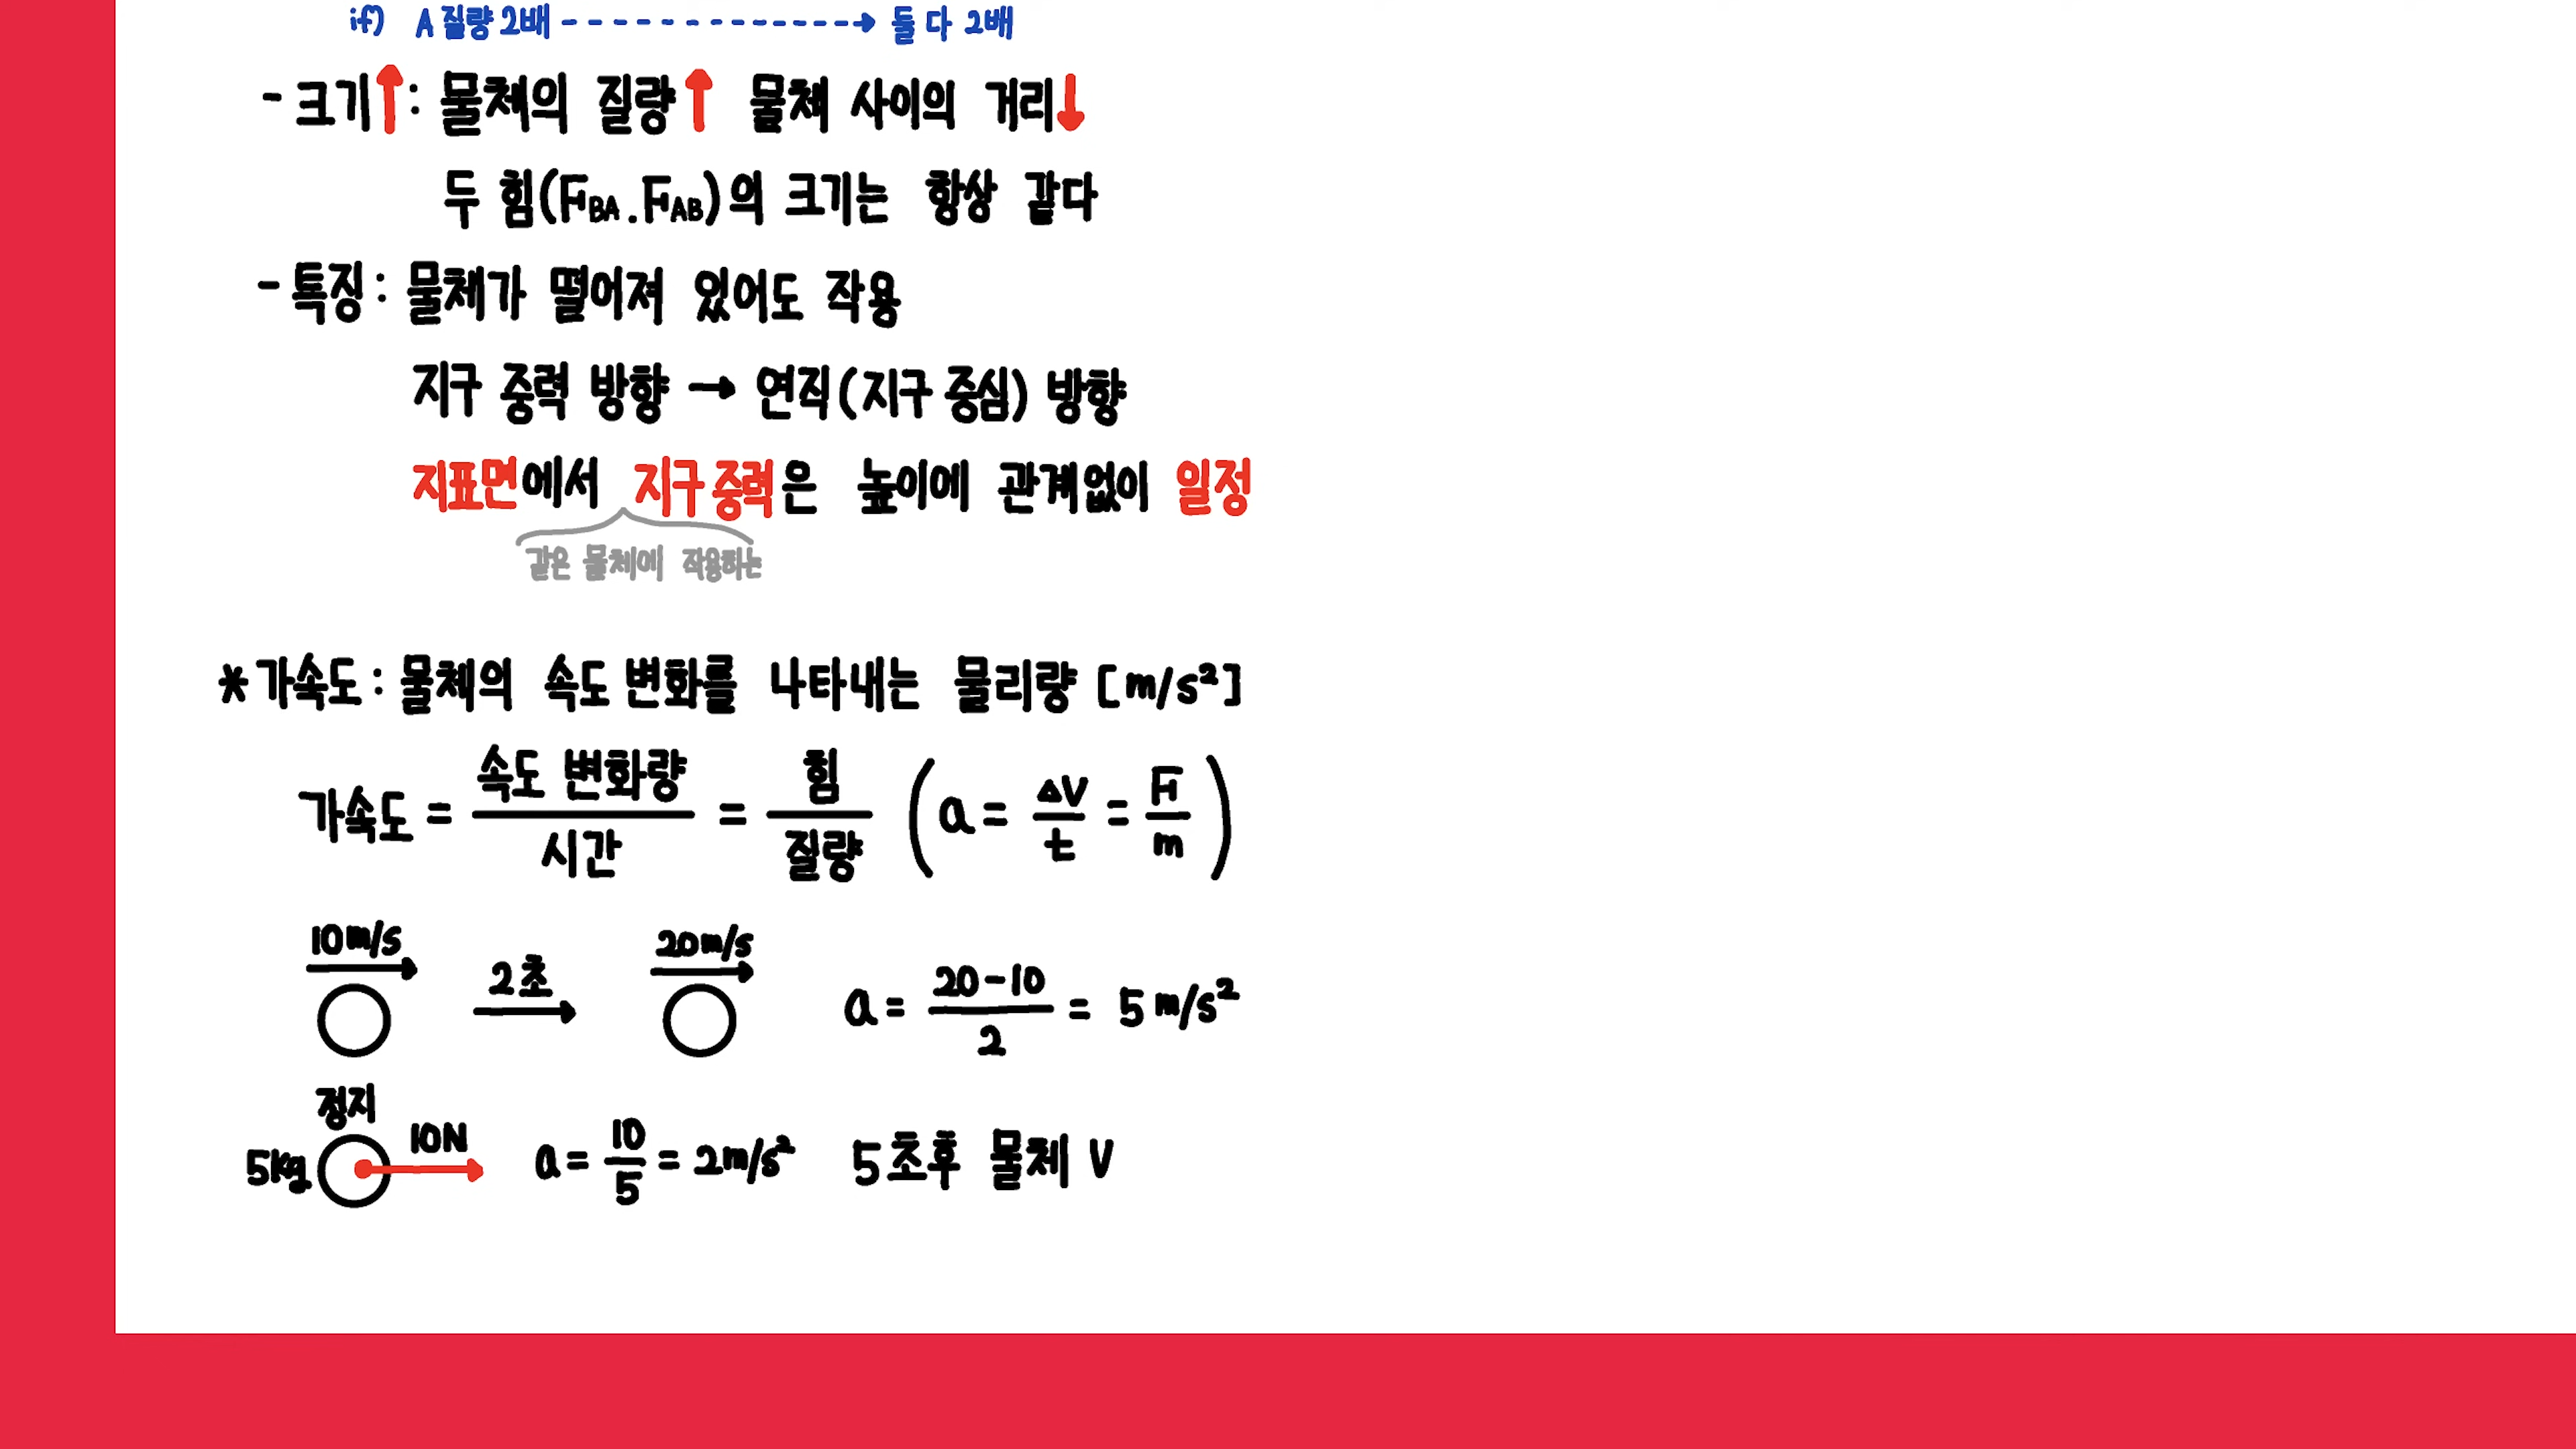 if) A 질량 2배 ---------------→ 둘 다 2배
- 크기↑: 물체의 질량↑ 물체 사이의 거리↓
두 힘(FBA.FAB)의 크기는 항상 같다
- 특징: 물체가 떨어져 있어도 작용
지구 중력 방향 → 연직(지구 중심) 방향
지표면에서 지구 중력은 높이에 관계없이 일정
같은 물체에 작용하는
*가속도: 물체의 속도 변화를 나타내는 물리량 [m/s²]
가속도 = 속도 변화량/시간 = 힘/질량 (a = ΔV/t = F/m)
10m/s 2초 20m/s a = 20-10/2 = 5 m/s²
정지
5kg 10N a = 10/5 = 2m/s² 5초후 물체 V